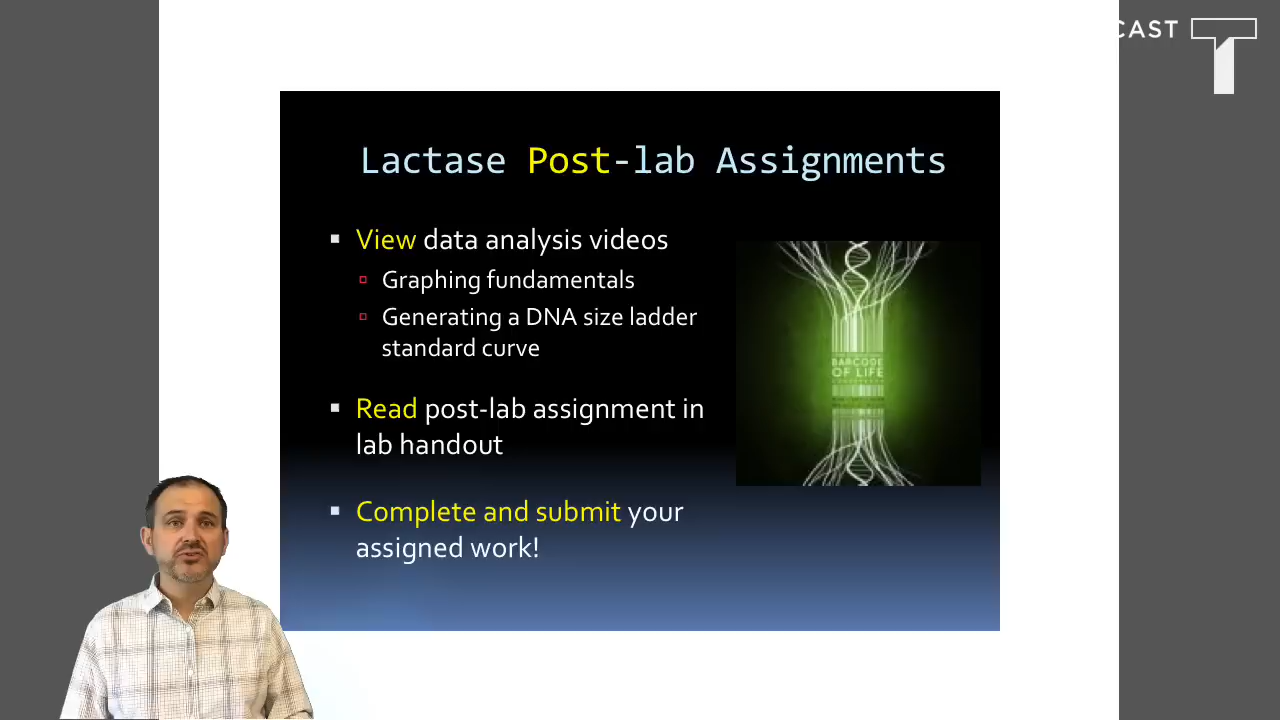 CAST
Lactase Post-lab Assignments
View data analysis videos
Graphing fundamentals
Generating a DNA size ladder
standard curve
Read post-lab assignment in
lab handout
Complete and submit your
assigned work!
BARCODE
OF LIFE